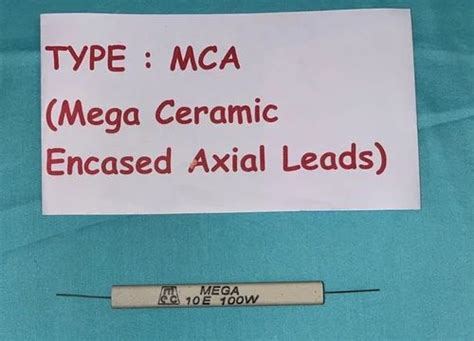 TYPE : MCA
(Mega Ceramic
Encased Axial Leads)
MEGA
10E 100W